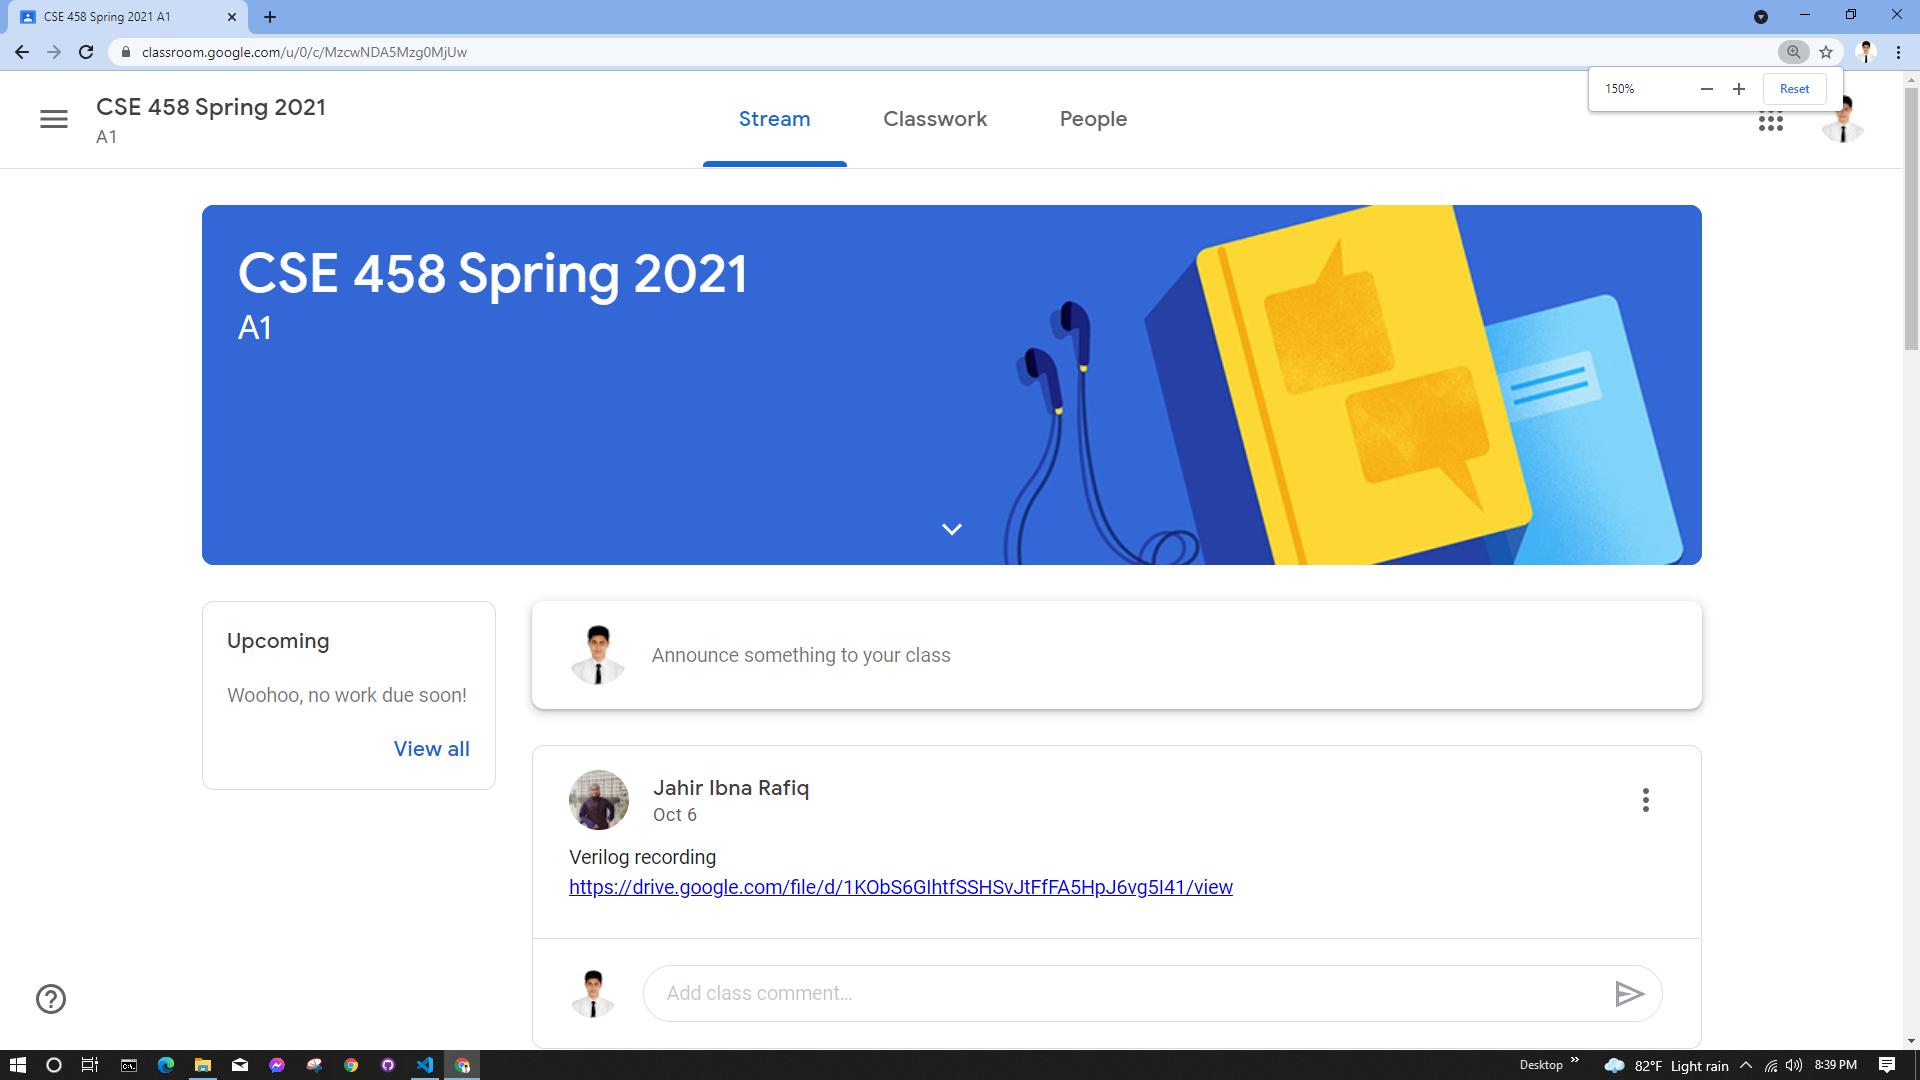 CSE 458 Spring 2021 A1
classroom.google.com/u/0/c/MzcwNDA5Mzg0MjUw
150%
Reset
CSE 458 Spring 2021
A1
Stream
Classwork
People
CSE 458 Spring 2021
A1
Upcoming
Woohoo, no work due soon!
View all
Announce something to your class
Jahir Ibna Rafiq
Oct 6
Verilog recording
https://drive.google.com/file/d/1KObS6GIhtfSSHSvJtFfFA5HpJ6vg5I41/view
Add class comment...
Desktop
82°F Light rain
8:39 PM